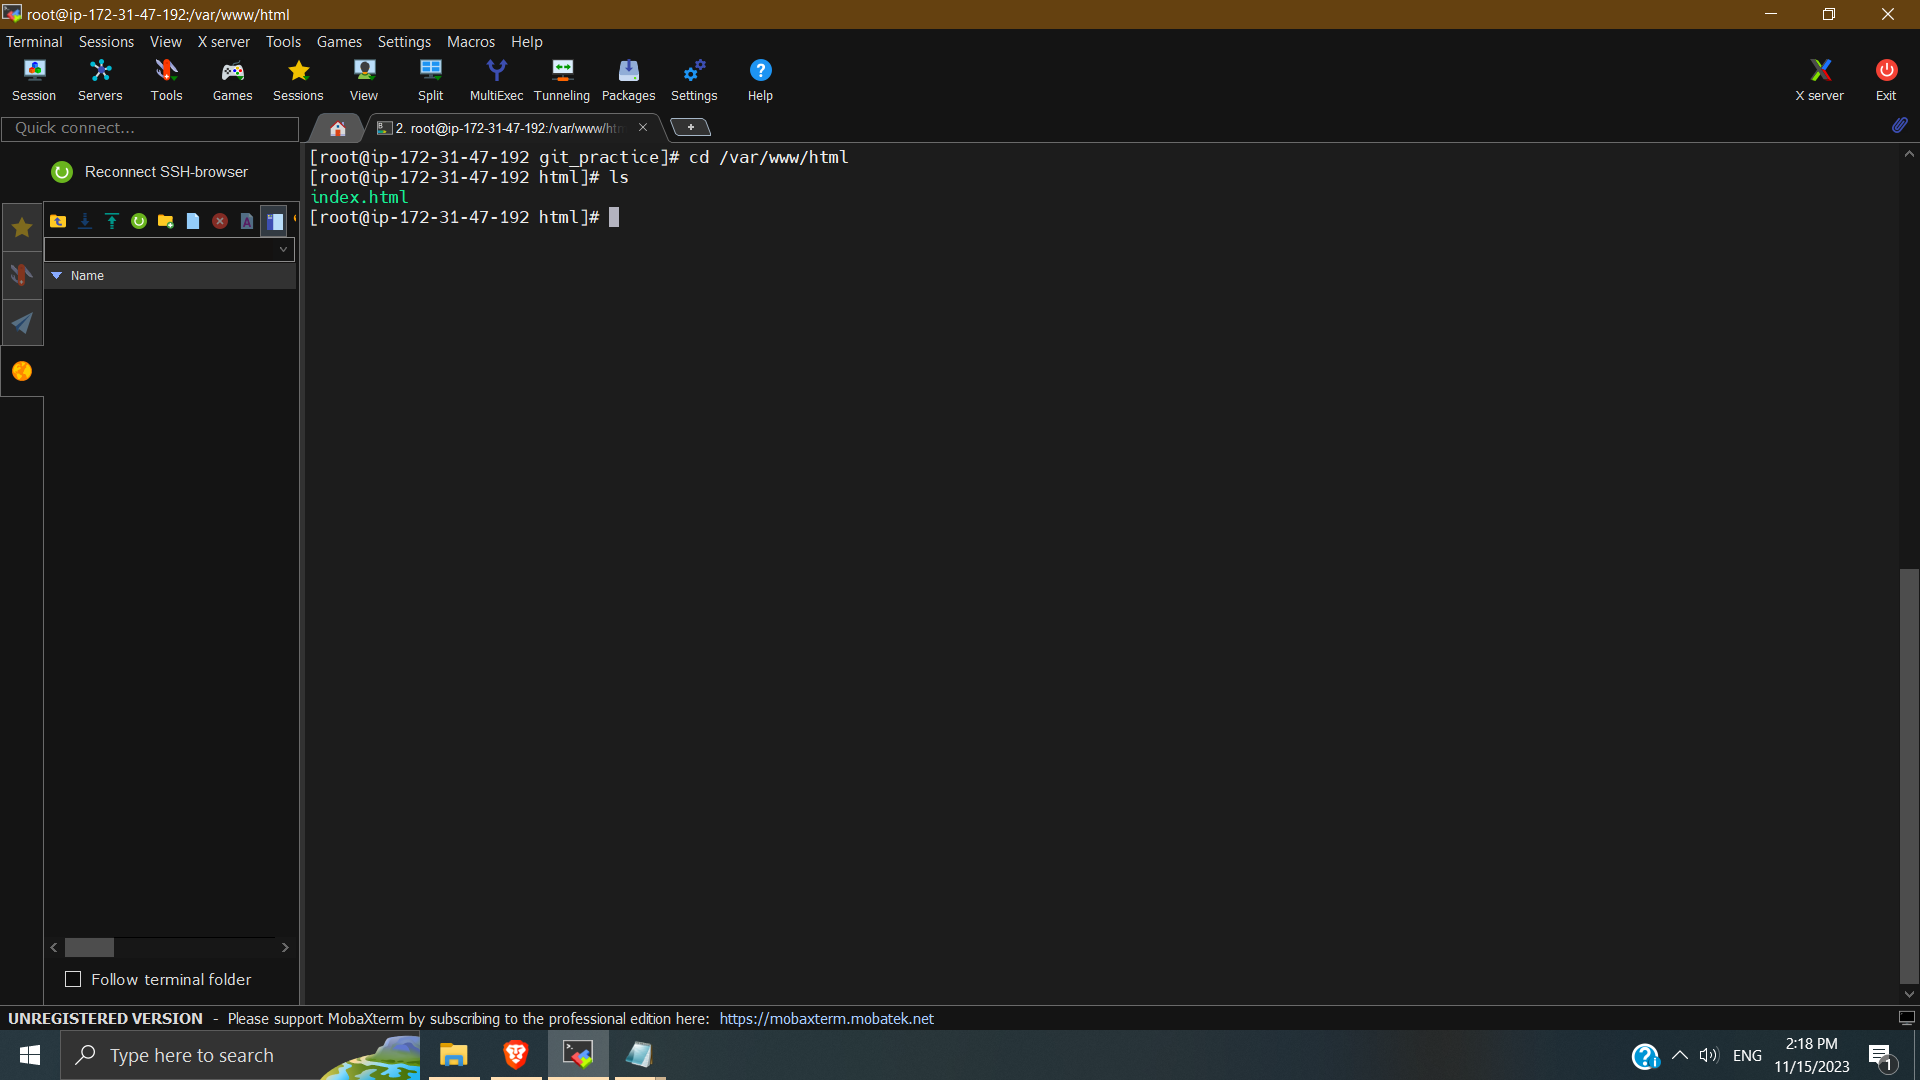 root@ip-172-31-47-192:/var/www/html
Terminal Sessions View X server Tools Games Settings Macros Help
Session Servers Tools Games Sessions View Split MultiExec Tunneling Packages Settings Help X server Exit
Quick connect...
2. root@ip-172-31-47-192:/var/www/htm
Reconnect SSH-browser
Name
[root@ip-172-31-47-192 git_practice]# cd /var/www/html
[root@ip-172-31-47-192 html]# ls
index.html
[root@ip-172-31-47-192 html]#
Follow terminal folder
UNREGISTERED VERSION - Please support MobaXterm by subscribing to the professional edition here: https://mobaxterm.mobatek.net
Type here to search
ENG
2:18 PM
11/15/2023
1